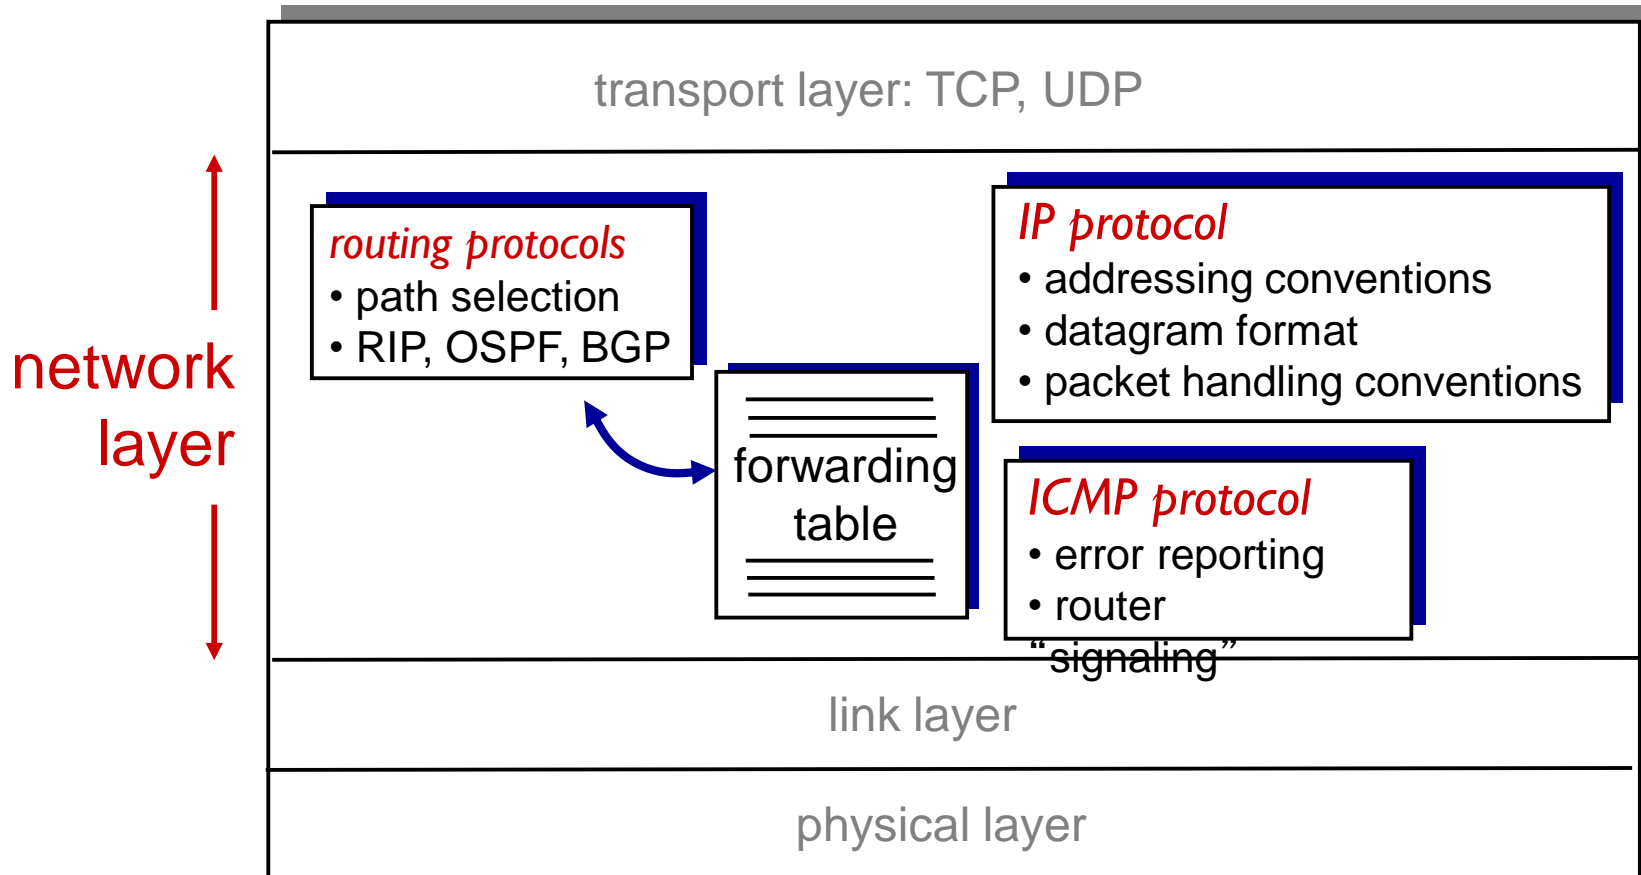 transport layer: TCP, UDP
network
layer
routing protocols
• path selection
• RIP, OSPF, BGP
forwarding
table
IP protocol
• addressing conventions
• datagram format
• packet handling conventions
ICMP protocol
• error reporting
• router
“signaling”
link layer
physical layer